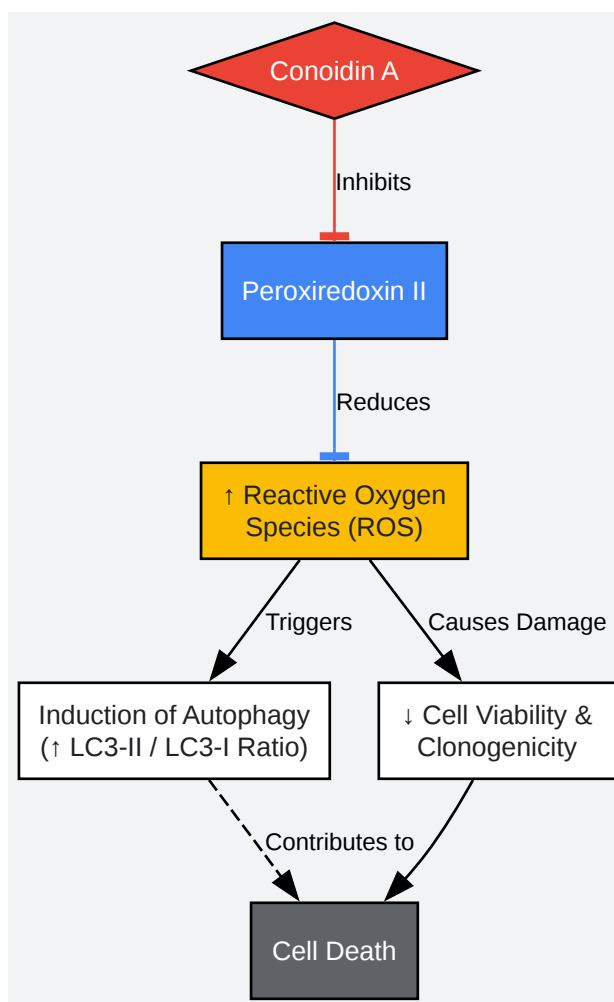 Conoidin A
Inhibits
Peroxiredoxin II
Reduces
↑ Reactive Oxygen
Species (ROS)
Triggers
Causes Damage
Induction of Autophagy
(↑ LC3-II / LC3-I Ratio)
↓ Cell Viability &
Clonogenicity
Contributes to
Cell Death